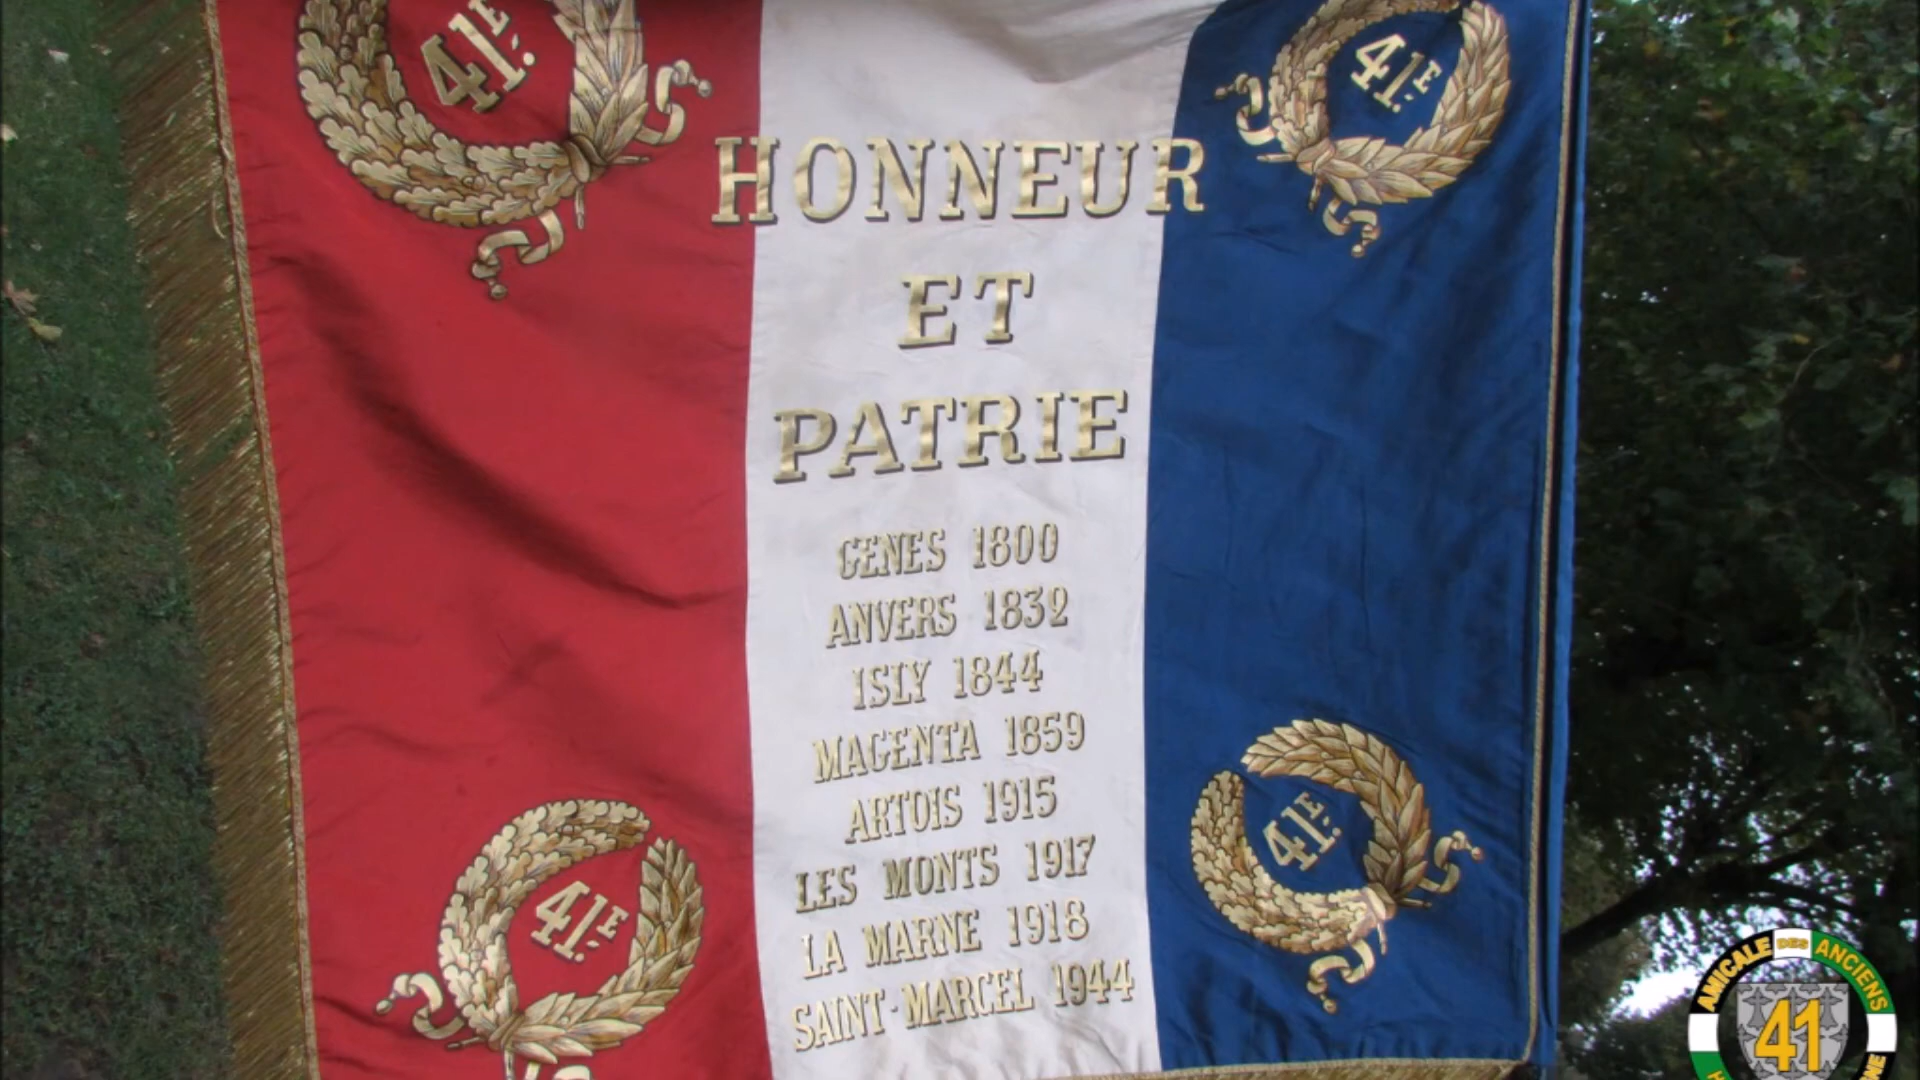 41E.
41E.
HONNEUR
ET
PATRIE
GENES 1800
ANVERS 1832
ISLY 1844
MAGENTA 1859
ARTOIS 1915
LES MONTS 1917
LA MARNE 1918
SAINT-MARCEL 1944
41E.
41E.
AMICALE DES ANCIENS
41